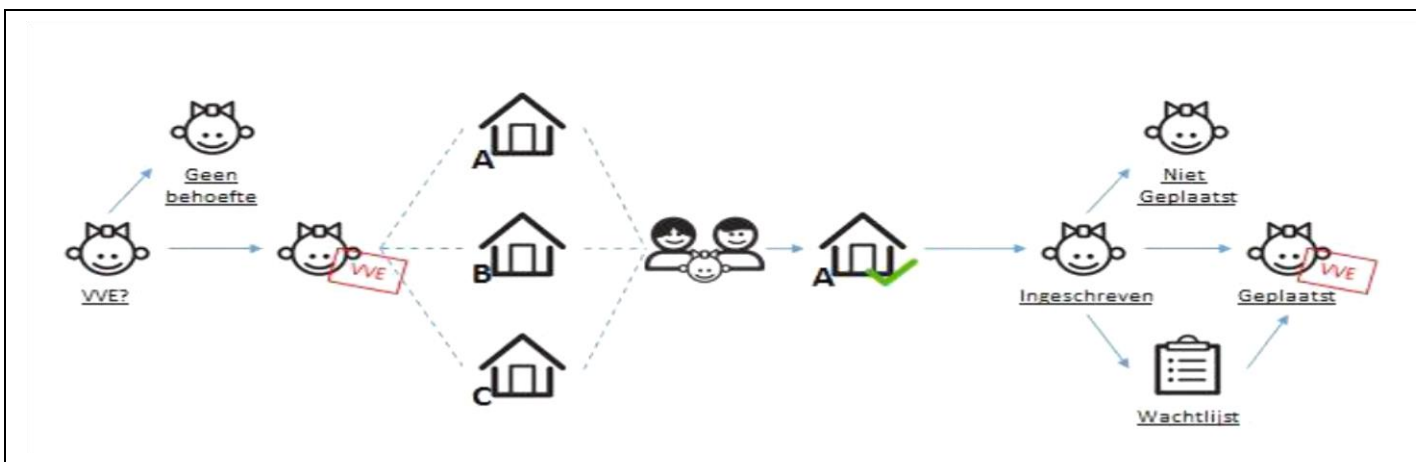 Geen
behoefte
VVE?
VVE
A
B
C
A
Ingeschreven
Niet
Geplaatst
Geplaatst
VVE
Wachtlijst